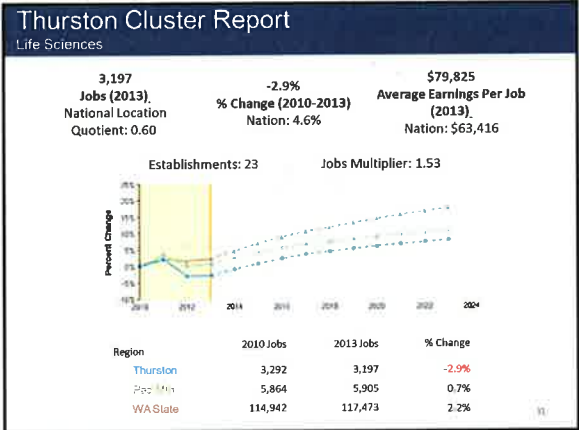 Thurston Cluster Report
Life Sciences
3,197
Jobs (2013)
National Location
Quotient: 0.60
-2.9%
% Change (2010-2013)
Nation: 4.6%
$79,825
Average Earnings Per Job
(2013)
Nation: $63,416
Establishments: 23 Jobs Multiplier: 1.53
Percent Change
2014 2024
Region 2010 Jobs 2013 Jobs % Change
Thurston 3,292 3,197 -2.9%
5,864 5,905 0.7%
WA State 114,942 117,473 2.2%